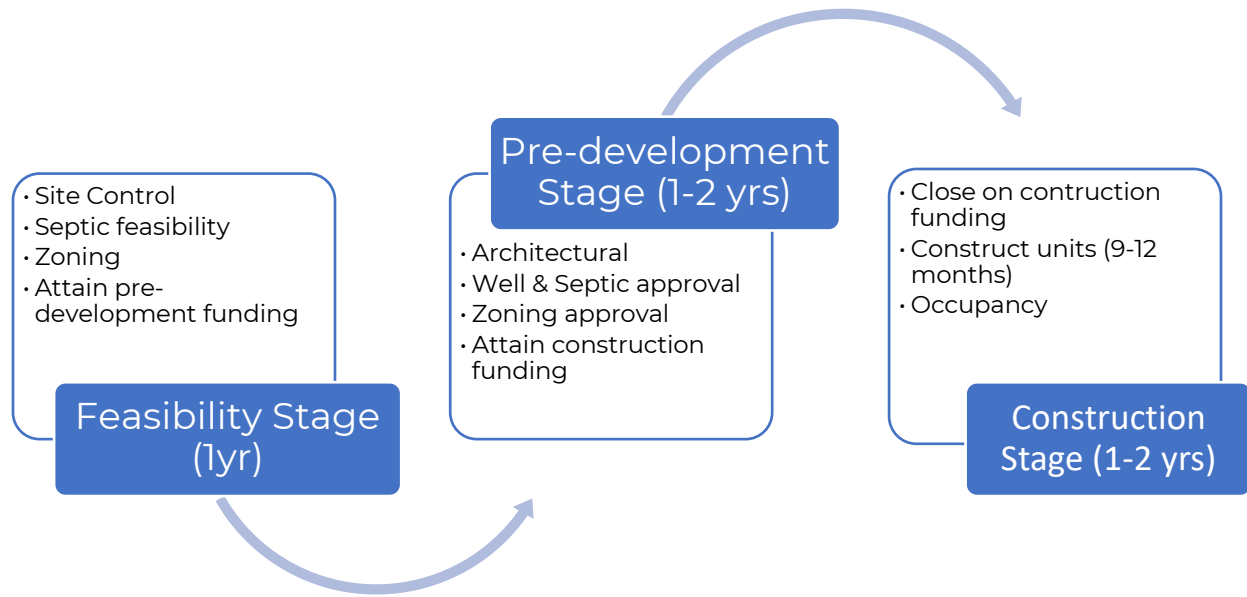 · Site Control
· Septic feasibility
· Zoning
· Attain pre-
development funding
Feasibility Stage
(1yr)
Pre-development
Stage (1-2 yrs)
· Architectural
· Well & Septic approval
· Zoning approval
· Attain construction
funding
· Close on contruction
funding
· Construct units (9-12
months)
· Occupancy
Construction
Stage (1-2 yrs)